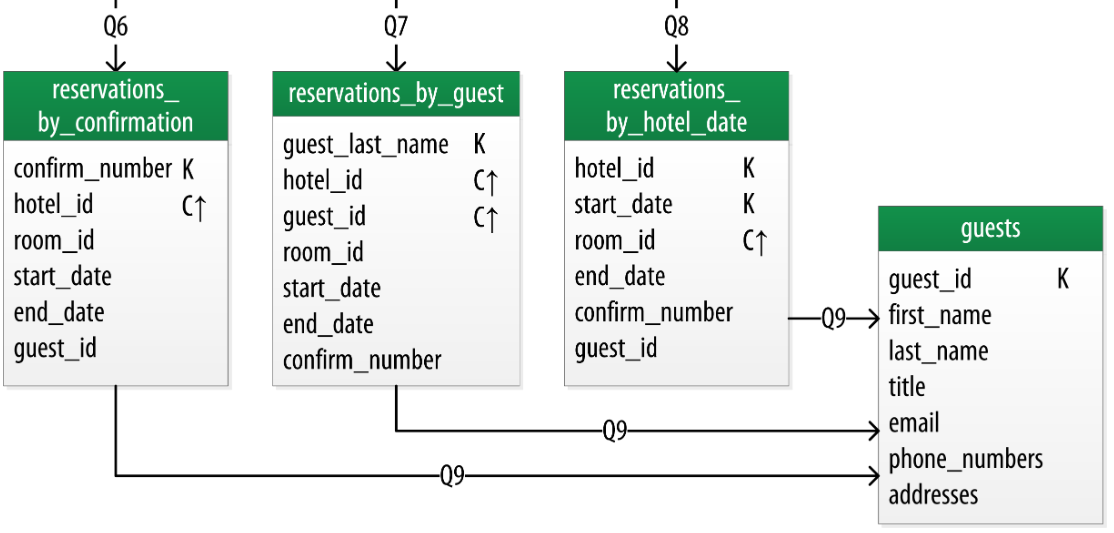 Q6
Q7
Q8
reservations_
by_confirmation
confirm_number K
hotel_id C↑
room_id
start_date
end_date
guest_id
reservations_by_guest
guest_last_name K
hotel_id C↑
guest_id C↑
room_id
start_date
end_date
confirm_number
reservations_
by_hotel_date
hotel_id K
start_date K
room_id C↑
end_date
confirm_number
guest_id
Q9
Q9
Q9
guests
guest_id K
first_name
last_name
title
email
phone_numbers
addresses